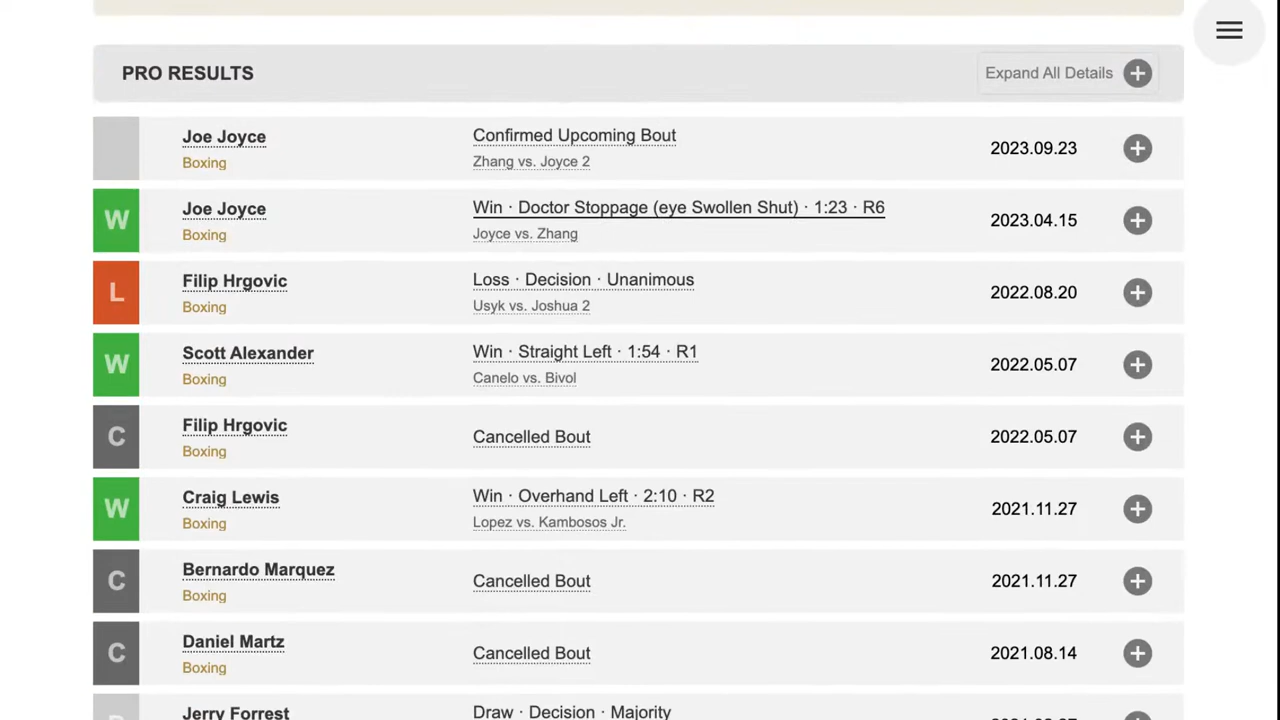 PRO RESULTS
Expand All Details
Joe Joyce
Confirmed Upcoming Bout
2023.09.23
Boxing
Zhang vs. Joyce 2
W
Joe Joyce
Win · Doctor Stoppage (eye Swollen Shut) · 1:23 · R6
2023.04.15
Boxing
Joyce vs. Zhang
L
Filip Hrgovic
Loss · Decision · Unanimous
2022.08.20
Boxing
Usyk vs. Joshua 2
W
Scott Alexander
Win · Straight Left · 1:54 · R1
2022.05.07
Boxing
Canelo vs. Bivol
C
Filip Hrgovic
Cancelled Bout
2022.05.07
Boxing
W
Craig Lewis
Win · Overhand Left · 2:10 · R2
2021.11.27
Boxing
Lopez vs. Kambosos Jr.
C
Bernardo Marquez
Cancelled Bout
2021.11.27
Boxing
C
Daniel Martz
Cancelled Bout
2021.08.14
Boxing
Jerry Forrest
Draw · Decision · Majority